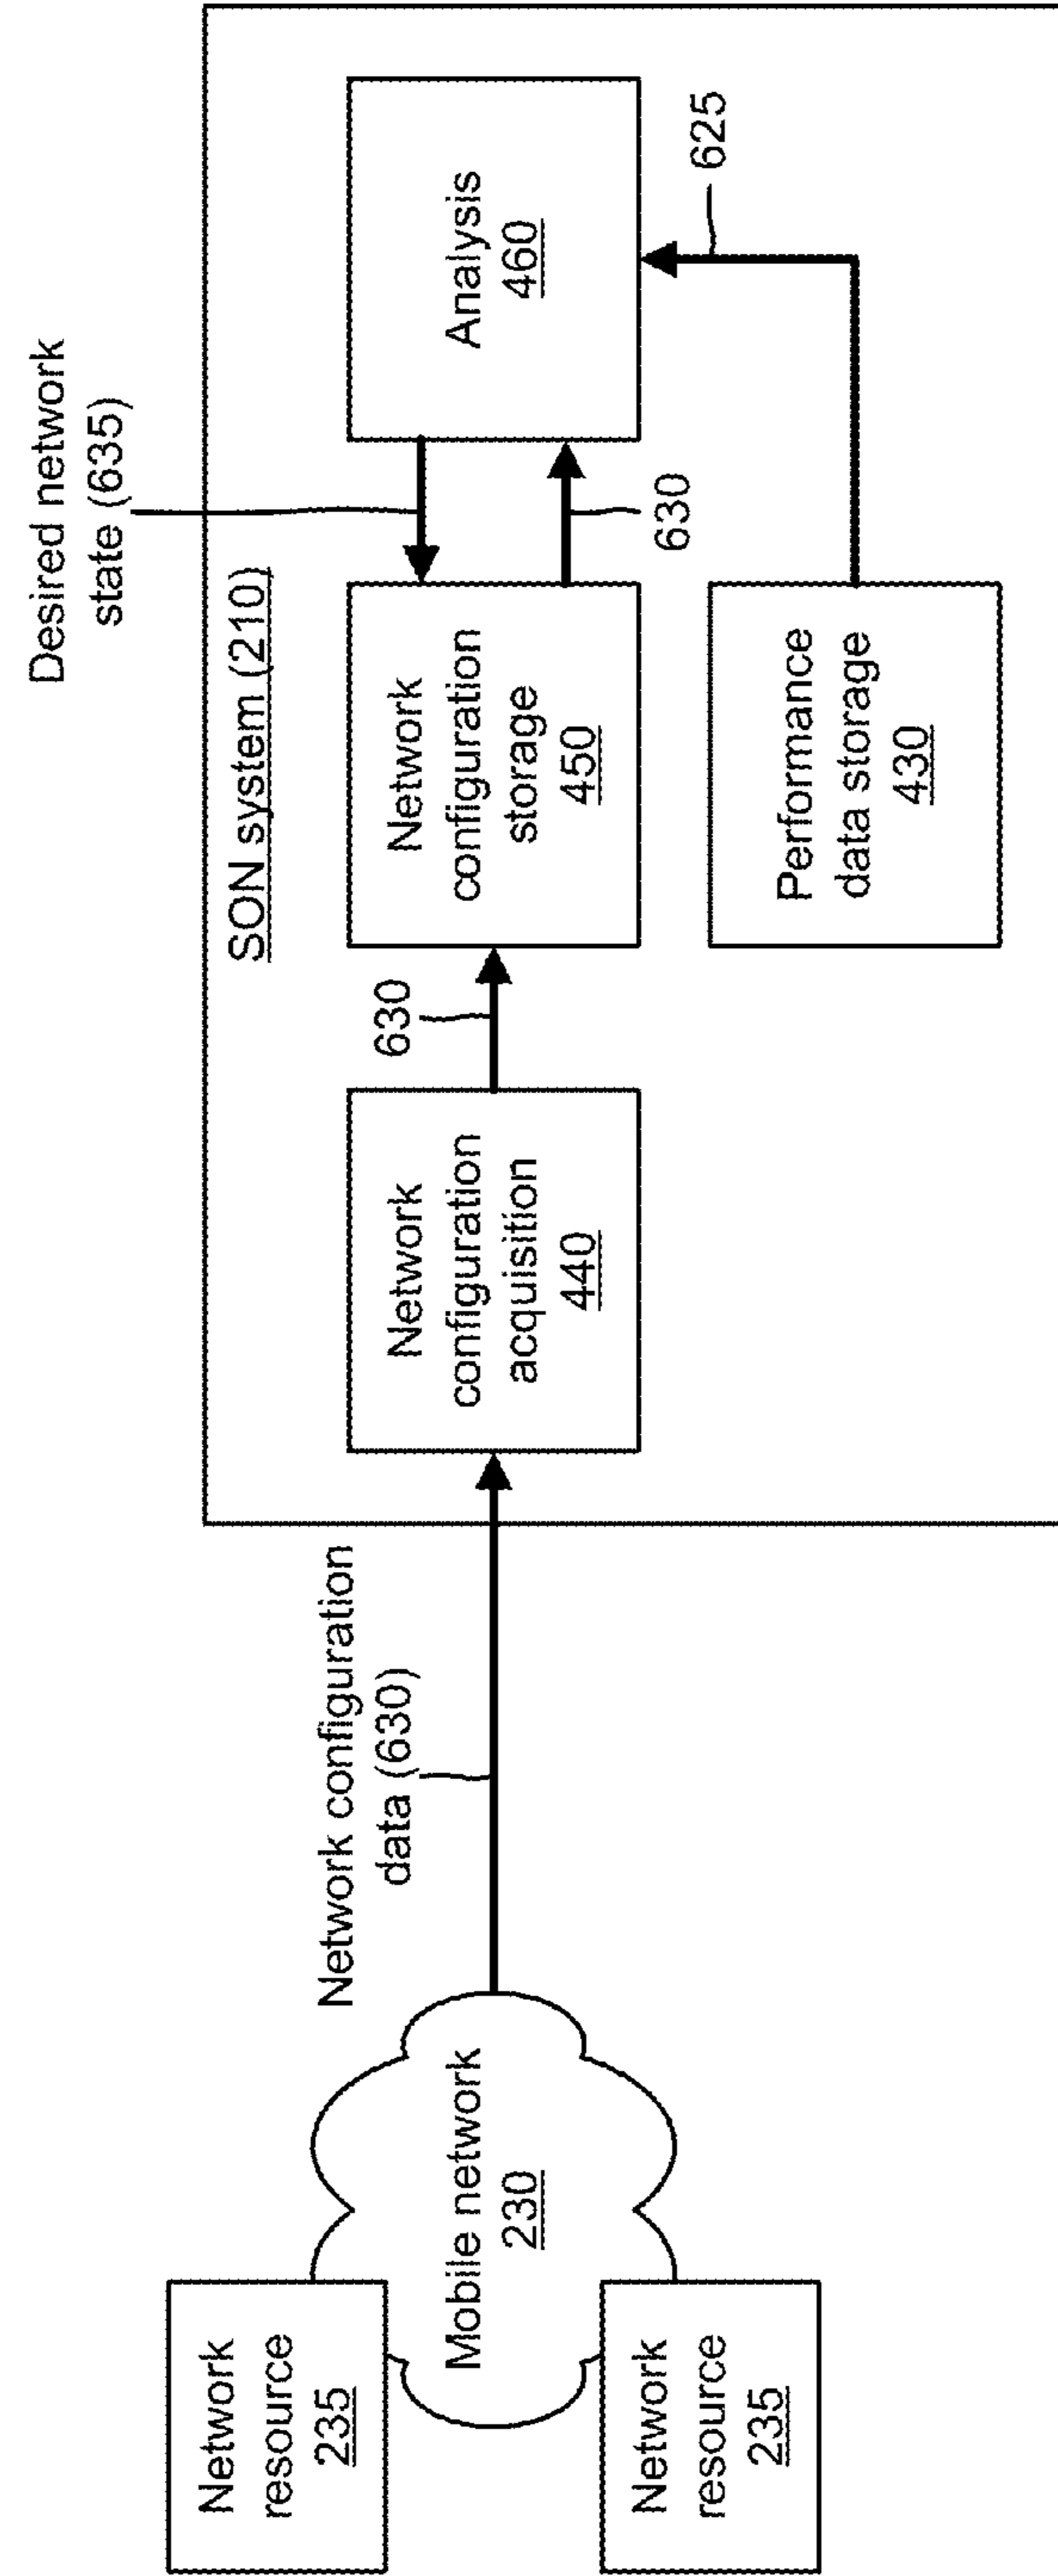 Network
resource
235
Network
resource
235
Mobile network
230
Network configuration
data (630)
SON system (210)
Network
configuration
acquisition
440
630
Network
configuration
storage
450
Desired network
state (635)
630
Analysis
460
Performance
data storage
430
625